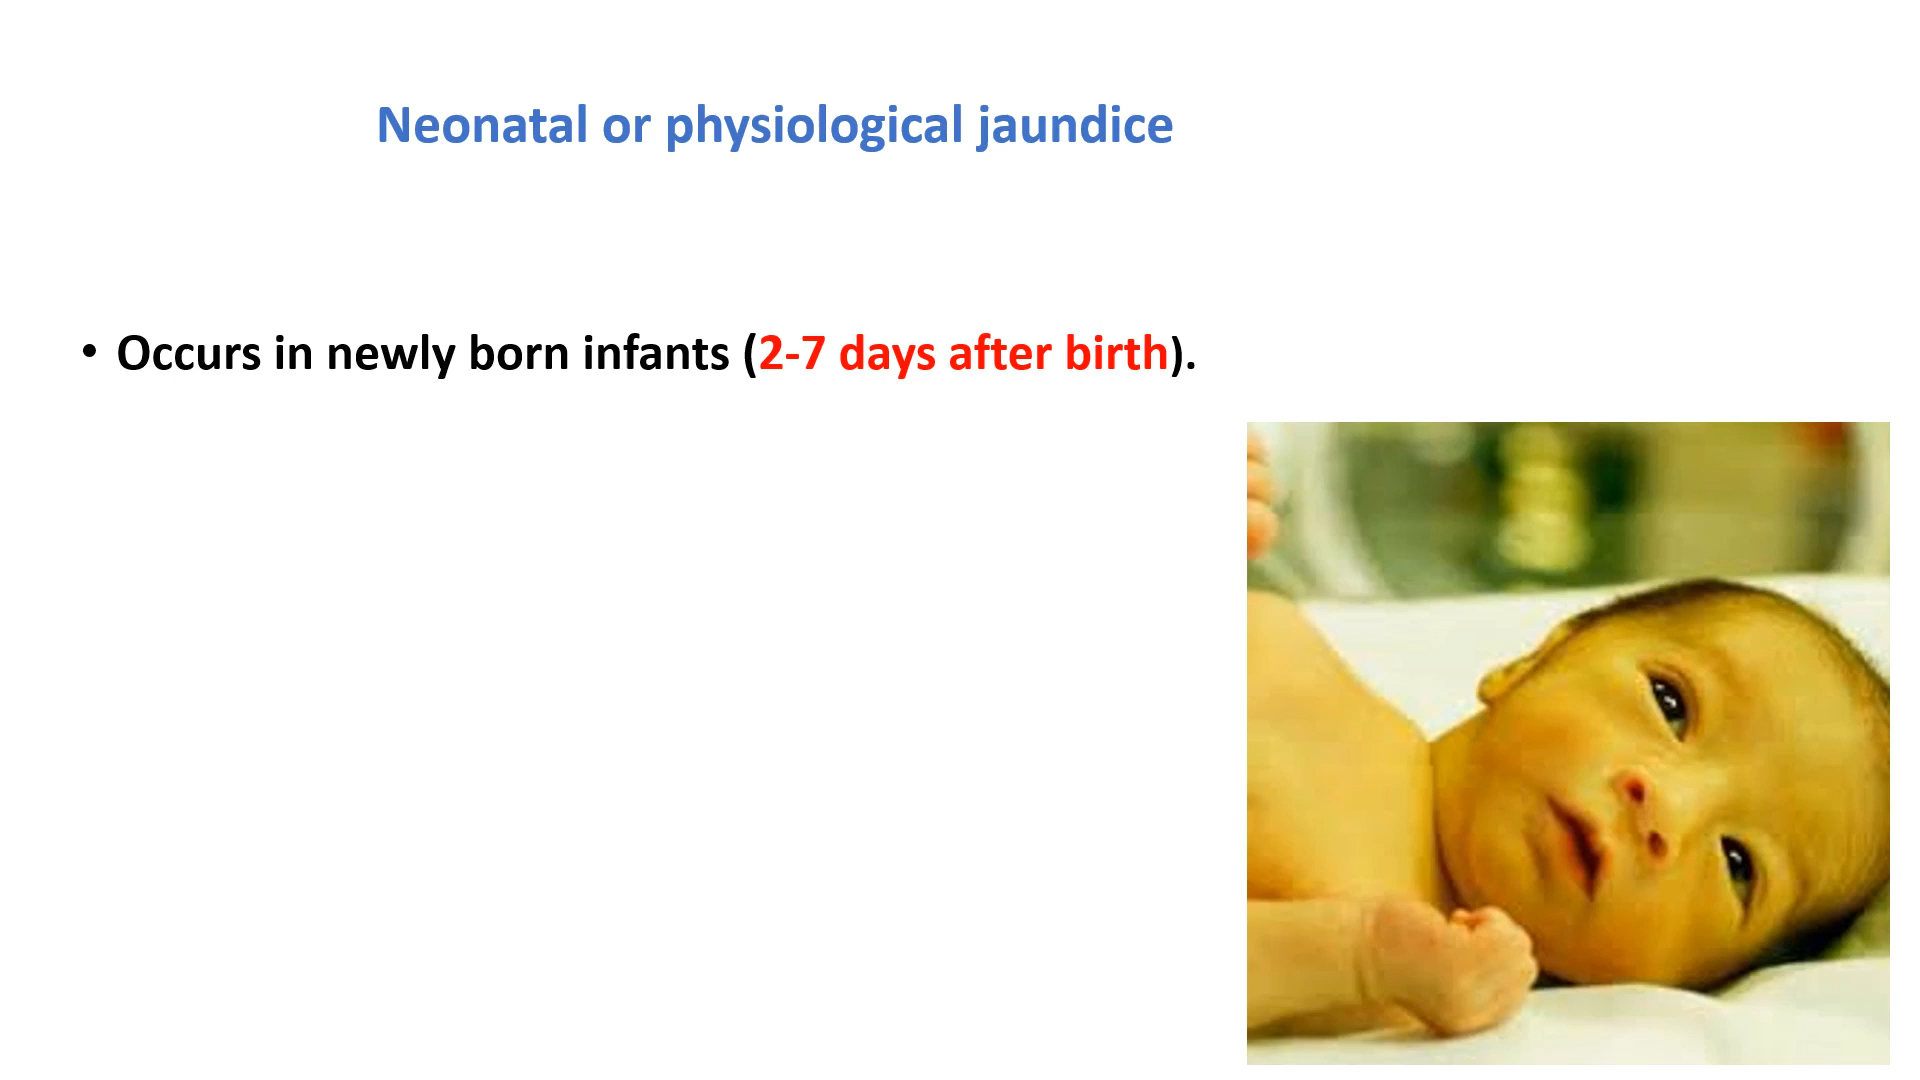 Neonatal or physiological jaundice
• Occurs in newly born infants (2-7 days after birth).